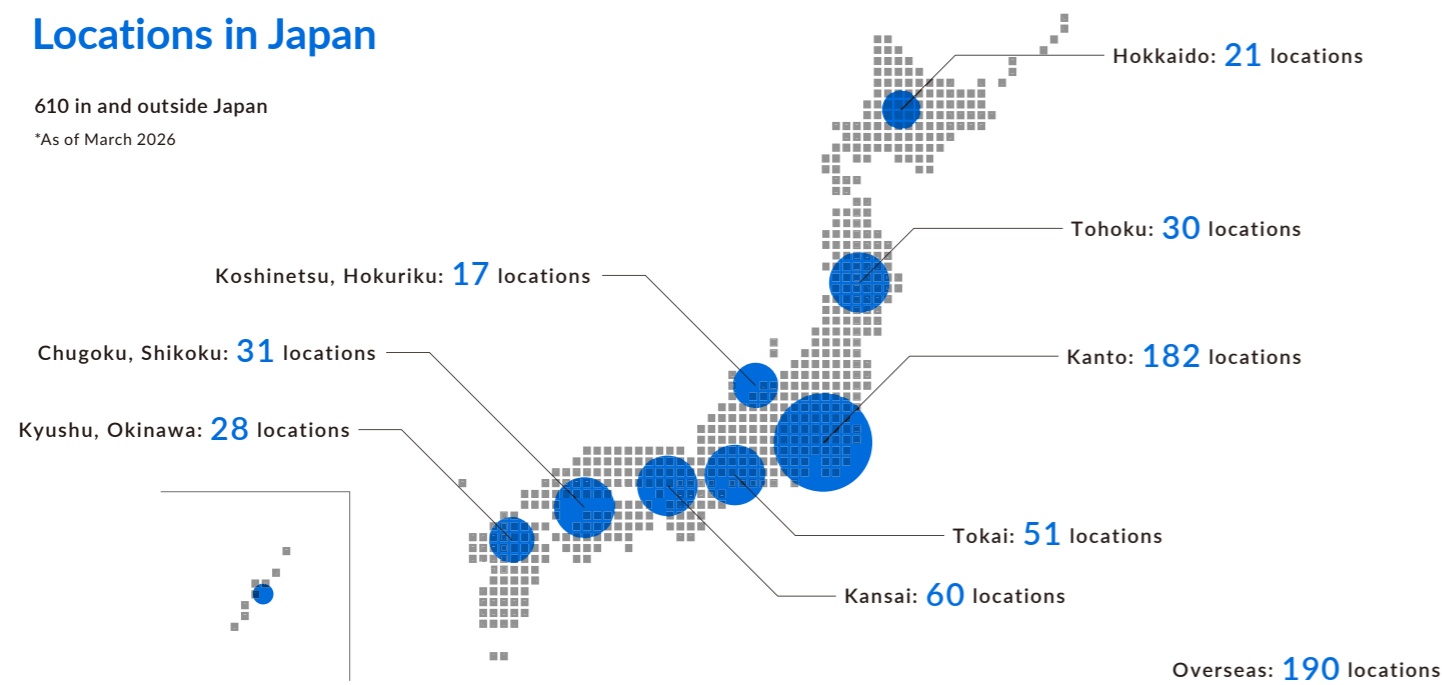 Locations in Japan
610 in and outside Japan
*As of March 2026
Hokkaido: 21 locations
Tohoku: 30 locations
Koshinetsu, Hokuriku: 17 locations
Chugoku, Shikoku: 31 locations
Kanto: 182 locations
Kyushu, Okinawa: 28 locations
Tokai: 51 locations
Kansai: 60 locations
Overseas: 190 locations